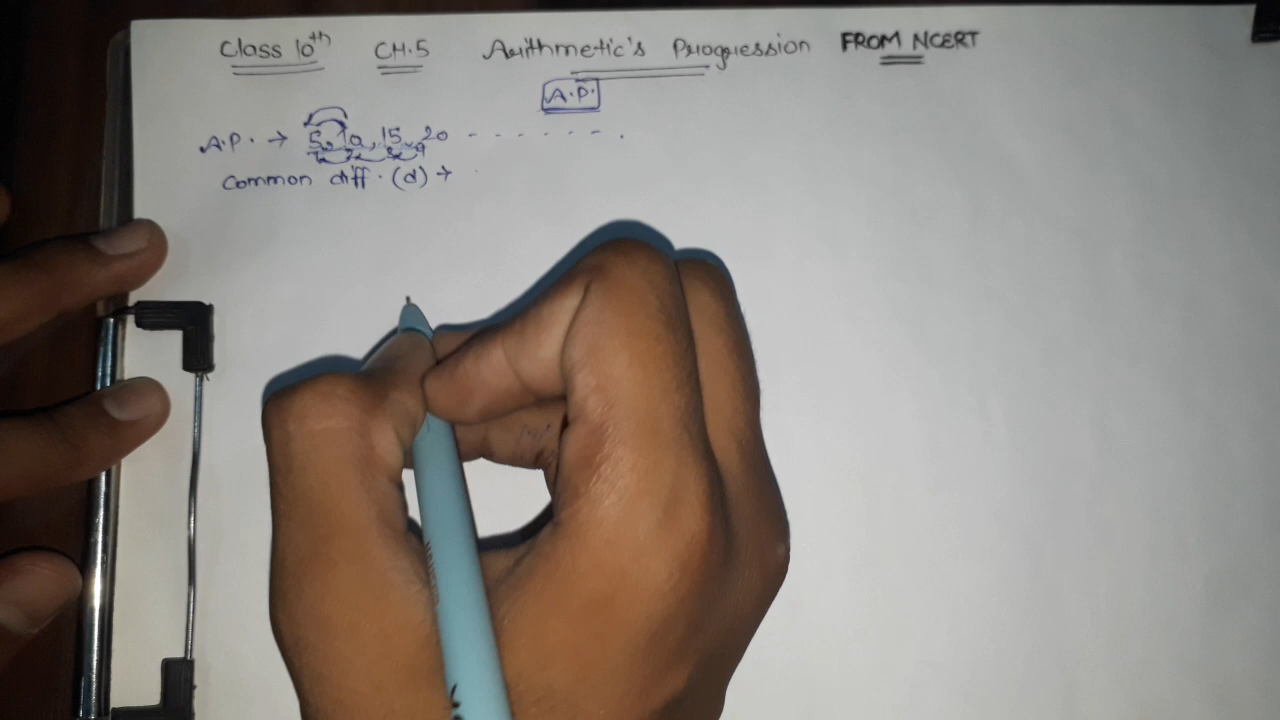 Class 10th CH.5 Arithmetic's Progression FROM NCERT
A.P.
A.P. → 5, 10, 15, 20 - - - - - - - .
Common diff. (d) →